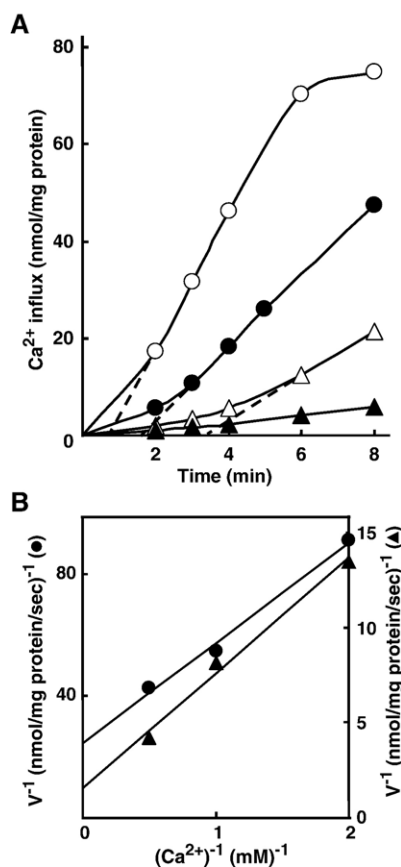 A
80
60
40
20
0
Ca2+ influx (nmol/mg protein)
2 4 6 8
Time (min)
B
80
40
V-1 (nmol/mg protein/sec)-1 (●)
15
10
5
0
V-1 (nmol/mg protein/sec)-1 (▲)
0 1 2
(Ca2+)-1 (mM)-1